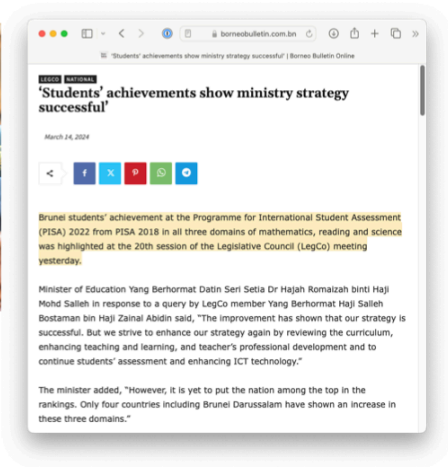 borneobulletin.com.bn
'Students' achievements show ministry strategy successful' | Borneo Bulletin Online
LEGCO NATIONAL
‘Students’ achievements show ministry strategy
successful’
March 14, 2024
Brunei students’ achievement at the Programme for International Student Assessment
(PISA) 2022 from PISA 2018 in all three domains of mathematics, reading and science
was highlighted at the 20th session of the Legislative Council (LegCo) meeting
yesterday.
Minister of Education Yang Berhormat Datin Seri Setia Dr Hajah Romaizah binti Haji
Mohd Salleh in response to a query by LegCo member Yang Berhormat Haji Salleh
Bostaman bin Haji Zainal Abidin said, “The improvement has shown that our strategy is
successful. But we strive to enhance our strategy again by reviewing the curriculum,
enhancing teaching and learning, and teacher’s professional development and to
continue students’ assessment and enhancing ICT technology.”
The minister added, “However, it is yet to put the nation among the top in the
rankings. Only four countries including Brunei Darussalam have shown an increase in
these three domains.”